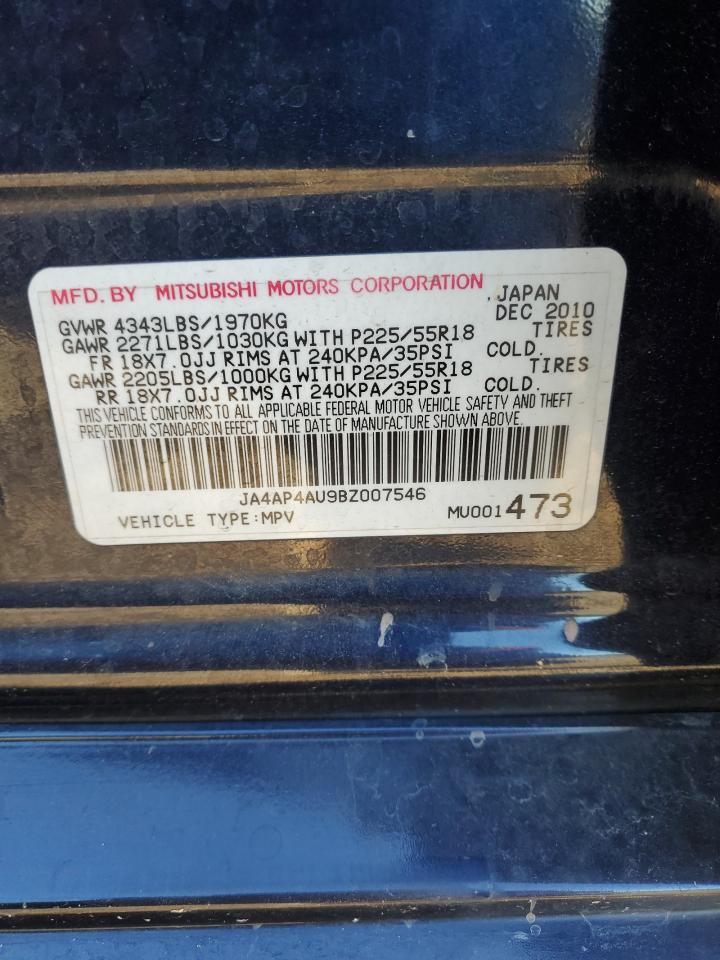 MFD. BY MITSUBISHI MOTORS CORPORATION .JAPAN
GVWR 4343LBS/1970KG DEC 2010
GAWR 2271LBS/1030KG WITH P225/55R18 TIRES
FR 18X7.0JJ RIMS AT 240KPA/35PSI COLD.
GAWR 2205LBS/1000KG WITH P225/55R18 TIRES
RR 18X7.0JJ RIMS AT 240KPA/35PSI COLD.
THIS VEHICLE CONFORMS TO ALL APPLICABLE FEDERAL MOTOR VEHICLE SAFETY AND THEFT
PREVENTION STANDARDS IN EFFECT ON THE DATE OF MANUFACTURE SHOWN ABOVE.
JA4AP4AU9BZ007546
VEHICLE TYPE:MPV MU001473